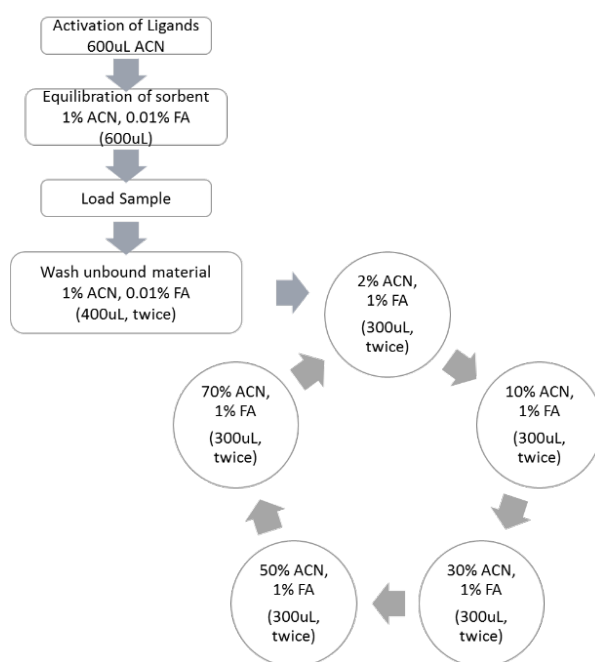 Activation of Ligands
600uL ACN
Equilibration of sorbent
1% ACN, 0.01% FA
(600uL)
Load Sample
Wash unbound material
1% ACN, 0.01% FA
(400uL, twice)
2% ACN,
1% FA
(300uL,
twice)
10% ACN,
1% FA
(300uL,
twice)
30% ACN,
1% FA
(300uL,
twice)
50% ACN,
1% FA
(300uL,
twice)
70% ACN,
1% FA
(300uL,
twice)